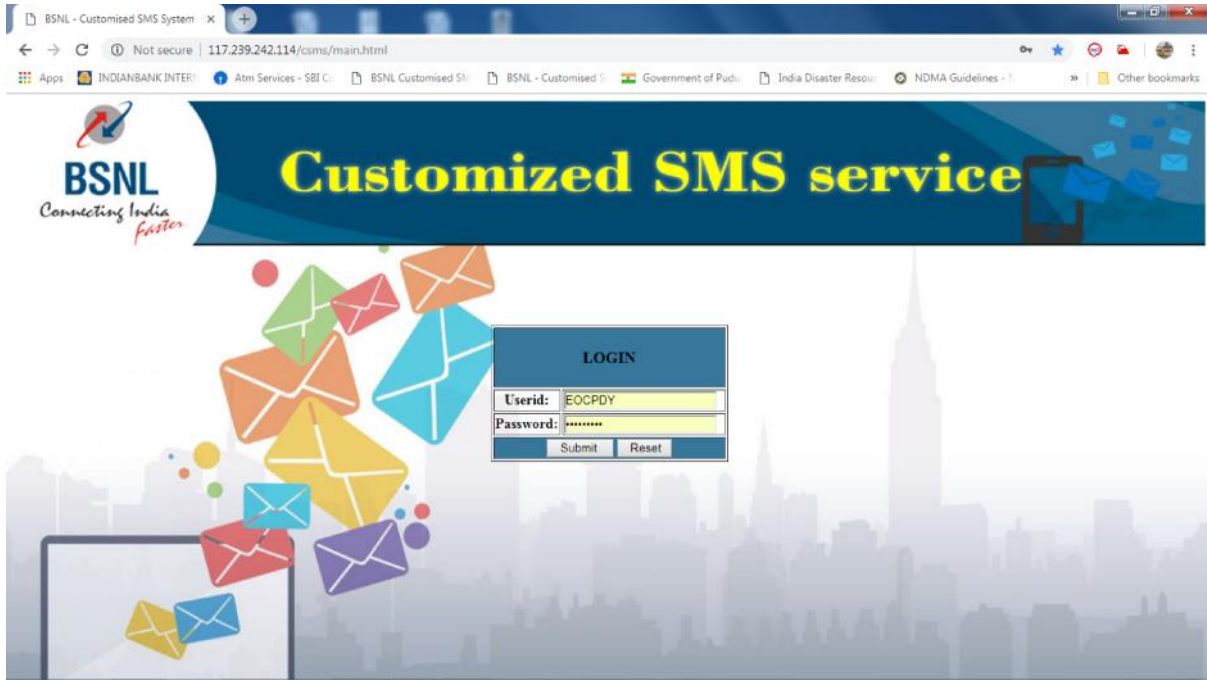 BSNL - Customised SMS System
Not secure | 117.239.242.114/csms/main.html
Apps INDIANBANK INTER Atm Services - SBI C BSNL Customised SM BSNL - Customised S Government of Pudu India Disaster Resour NDMA Guidelines - » Other bookmarks
BSNL
Connecting India
faster
Customized SMS service
LOGIN
Userid: EOCPDY
Password: •••••••••
Submit Reset